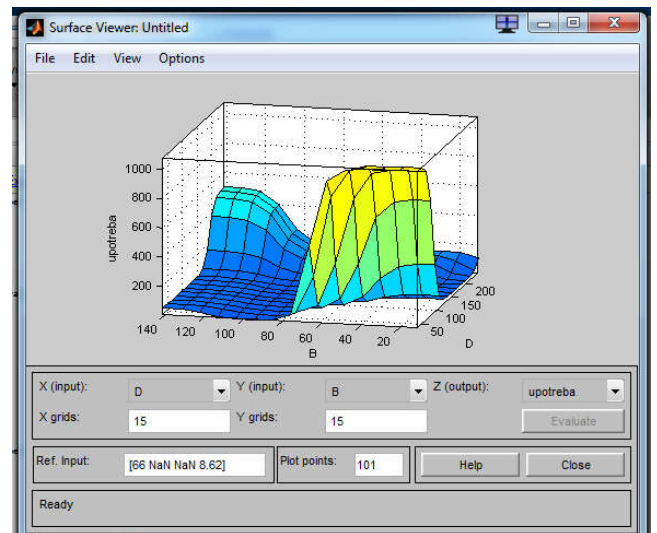 Surface Viewer: Untitled
File Edit View Options
1000
800
600
400
200
upotreba
140 120 100 80 60 40 20
B
50 100 150 200
D
X (input): D Y (input): B Z (output): upotreba
X grids: 15 Y grids: 15 Evaluate
Ref. Input: [66 NaN NaN 8.62] Plot points: 101 Help Close
Ready